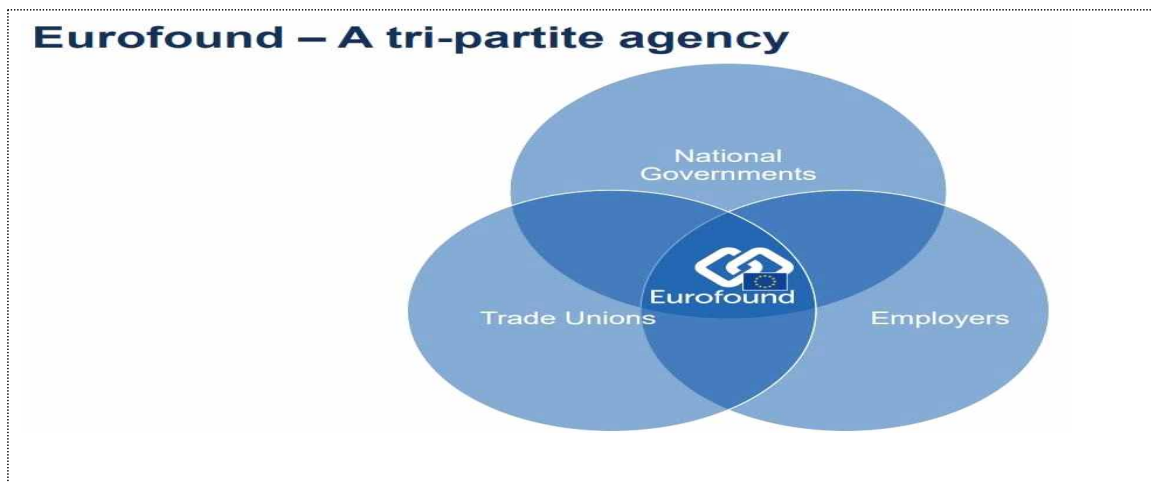 Eurofound – A tri-partite agency
National
Governments
Eurofound
Trade Unions
Employers